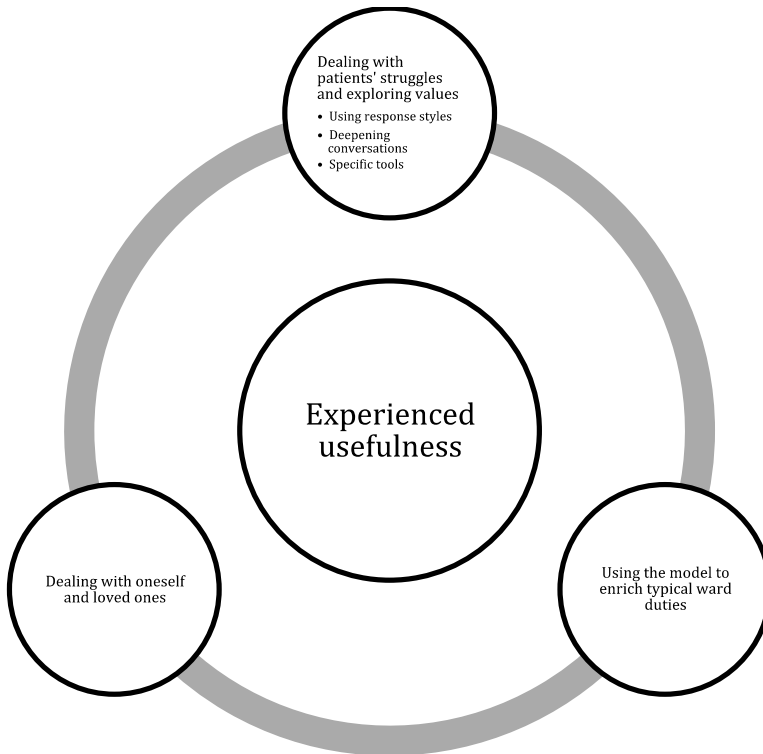 Dealing with
patients' struggles
and exploring values
• Using response styles
• Deepening
conversations
• Specific tools
Experienced
usefulness
Dealing with oneself
and loved ones
Using the model to
enrich typical ward
duties